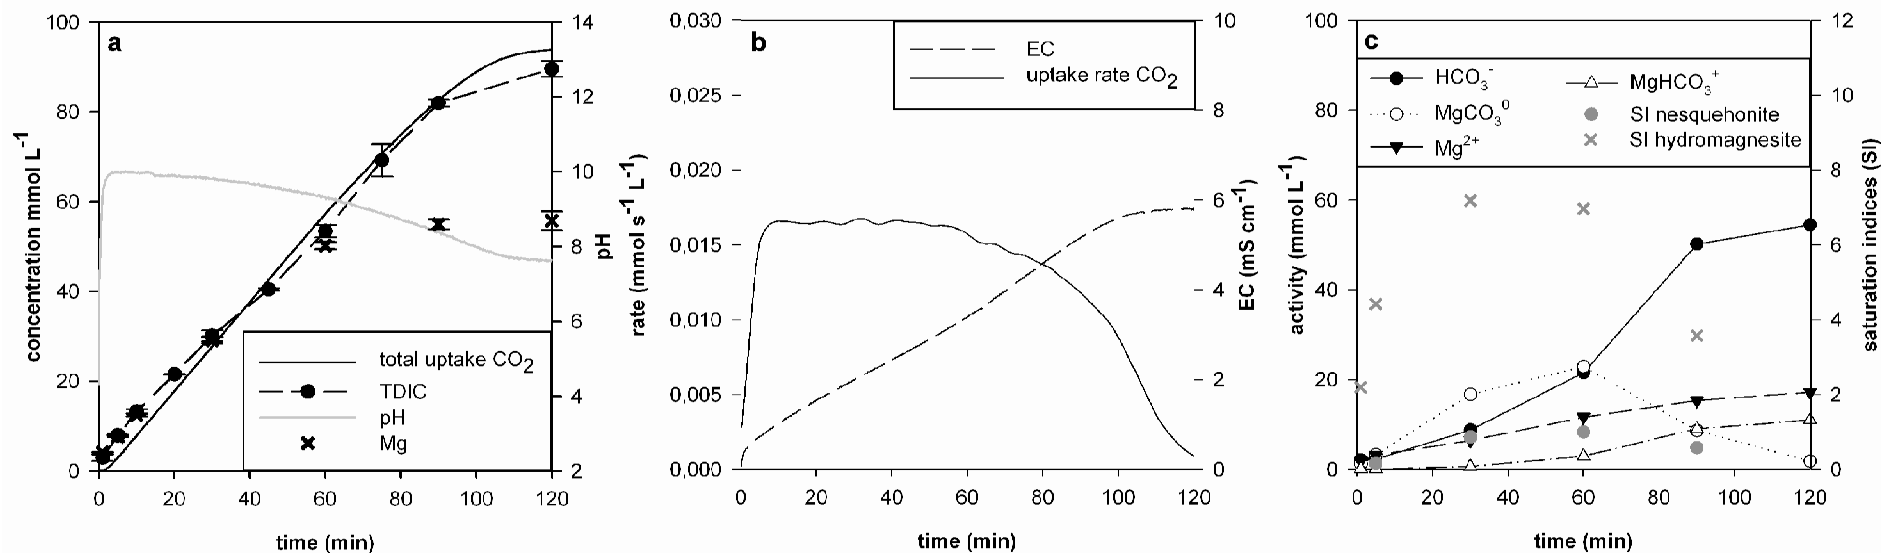 a
100
80
60
40
20
0
concentration mmol L-1
14
12
10
8
6
4
2
pH
total uptake CO2
TDIC
pH
Mg
0 20 40 60 80 100 120
time (min)
b
0,030
0,025
0,020
0,015
0,010
0,005
0,000
rate (mmol s-1 L-1)
10
8
6
4
2
0
EC (mS cm-1)
EC
uptake rate CO2
0 20 40 60 80 100 120
time (min)
c
100
80
60
40
20
0
activity (mmol L-1)
12
10
8
6
4
2
0
saturation indices (SI)
HCO3-
MgCO30
Mg2+
MgHCO3+
SI nesquehonite
SI hydromagnesite
0 20 40 60 80 100 120
time (min)